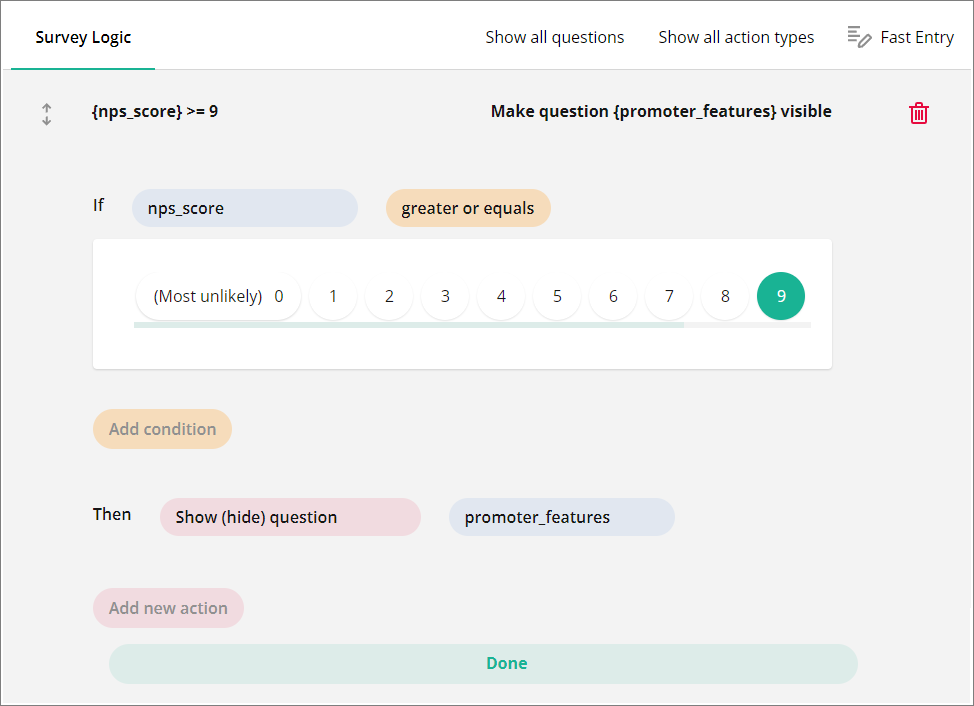 Survey Logic Show all questions Show all action types Fast Entry
{nps_score} >= 9 Make question {promoter_features} visible
If nps_score greater or equals
(Most unlikely) 0 1 2 3 4 5 6 7 8 9
Add condition
Then Show (hide) question promoter_features
Add new action
Done